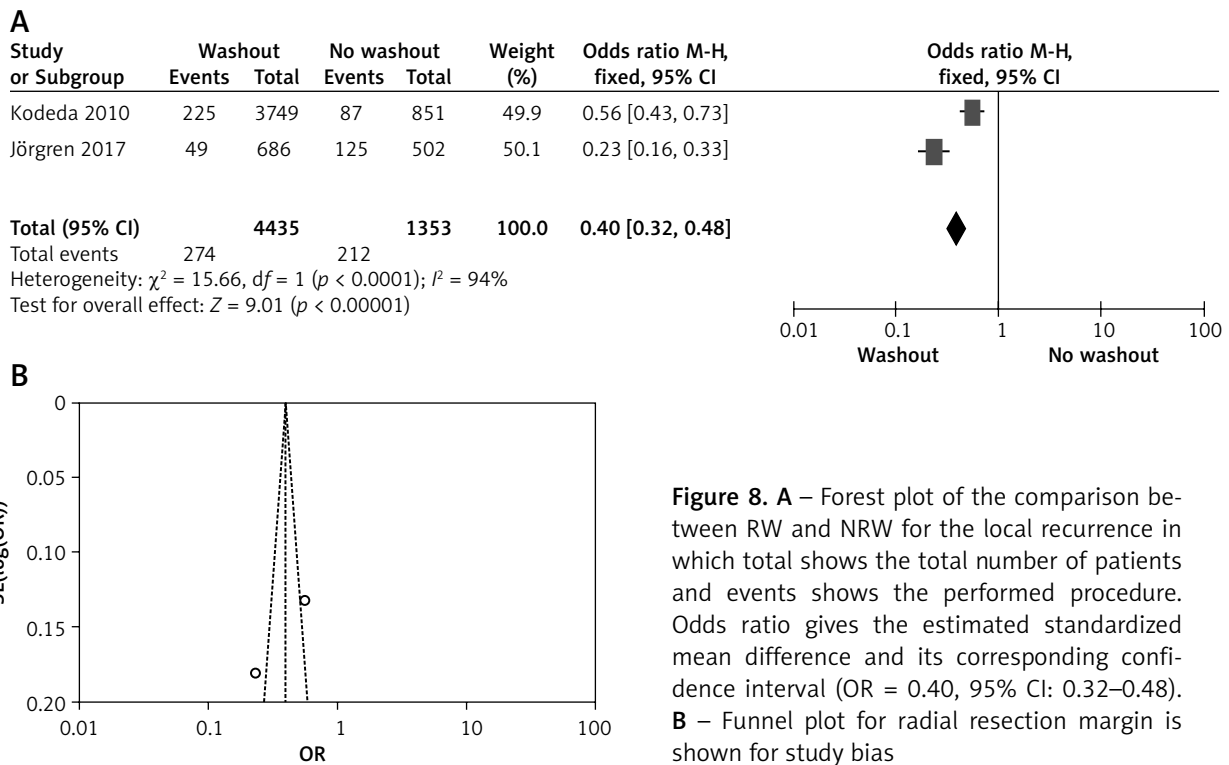 A
Study Washout No washout Weight Odds ratio M-H, Odds ratio M-H,
or Subgroup Events Total Events Total (%) fixed, 95% CI fixed, 95% CI
Kodeda 2010 225 3749 87 851 49.9 0.56 [0.43, 0.73]
Jörgren 2017 49 686 125 502 50.1 0.23 [0.16, 0.33]
Total (95% CI) 4435 1353 100.0 0.40 [0.32, 0.48]
Total events 274 212
Heterogeneity: χ² = 15.66, df = 1 (p < 0.0001); I² = 94%
Test for overall effect: Z = 9.01 (p < 0.00001)
0.01 0.1 1 10 100
Washout No washout
B
0
0.05
0.10
0.15
0.20
0.01 0.1 1 10 100
OR
Figure 8. A – Forest plot of the comparison be-
tween RW and NRW for the local recurrence in
which total shows the total number of patients
and events shows the performed procedure.
Odds ratio gives the estimated standardized
mean difference and its corresponding confi-
dence interval (OR = 0.40, 95% CI: 0.32–0.48).
B – Funnel plot for radial resection margin is
shown for study bias